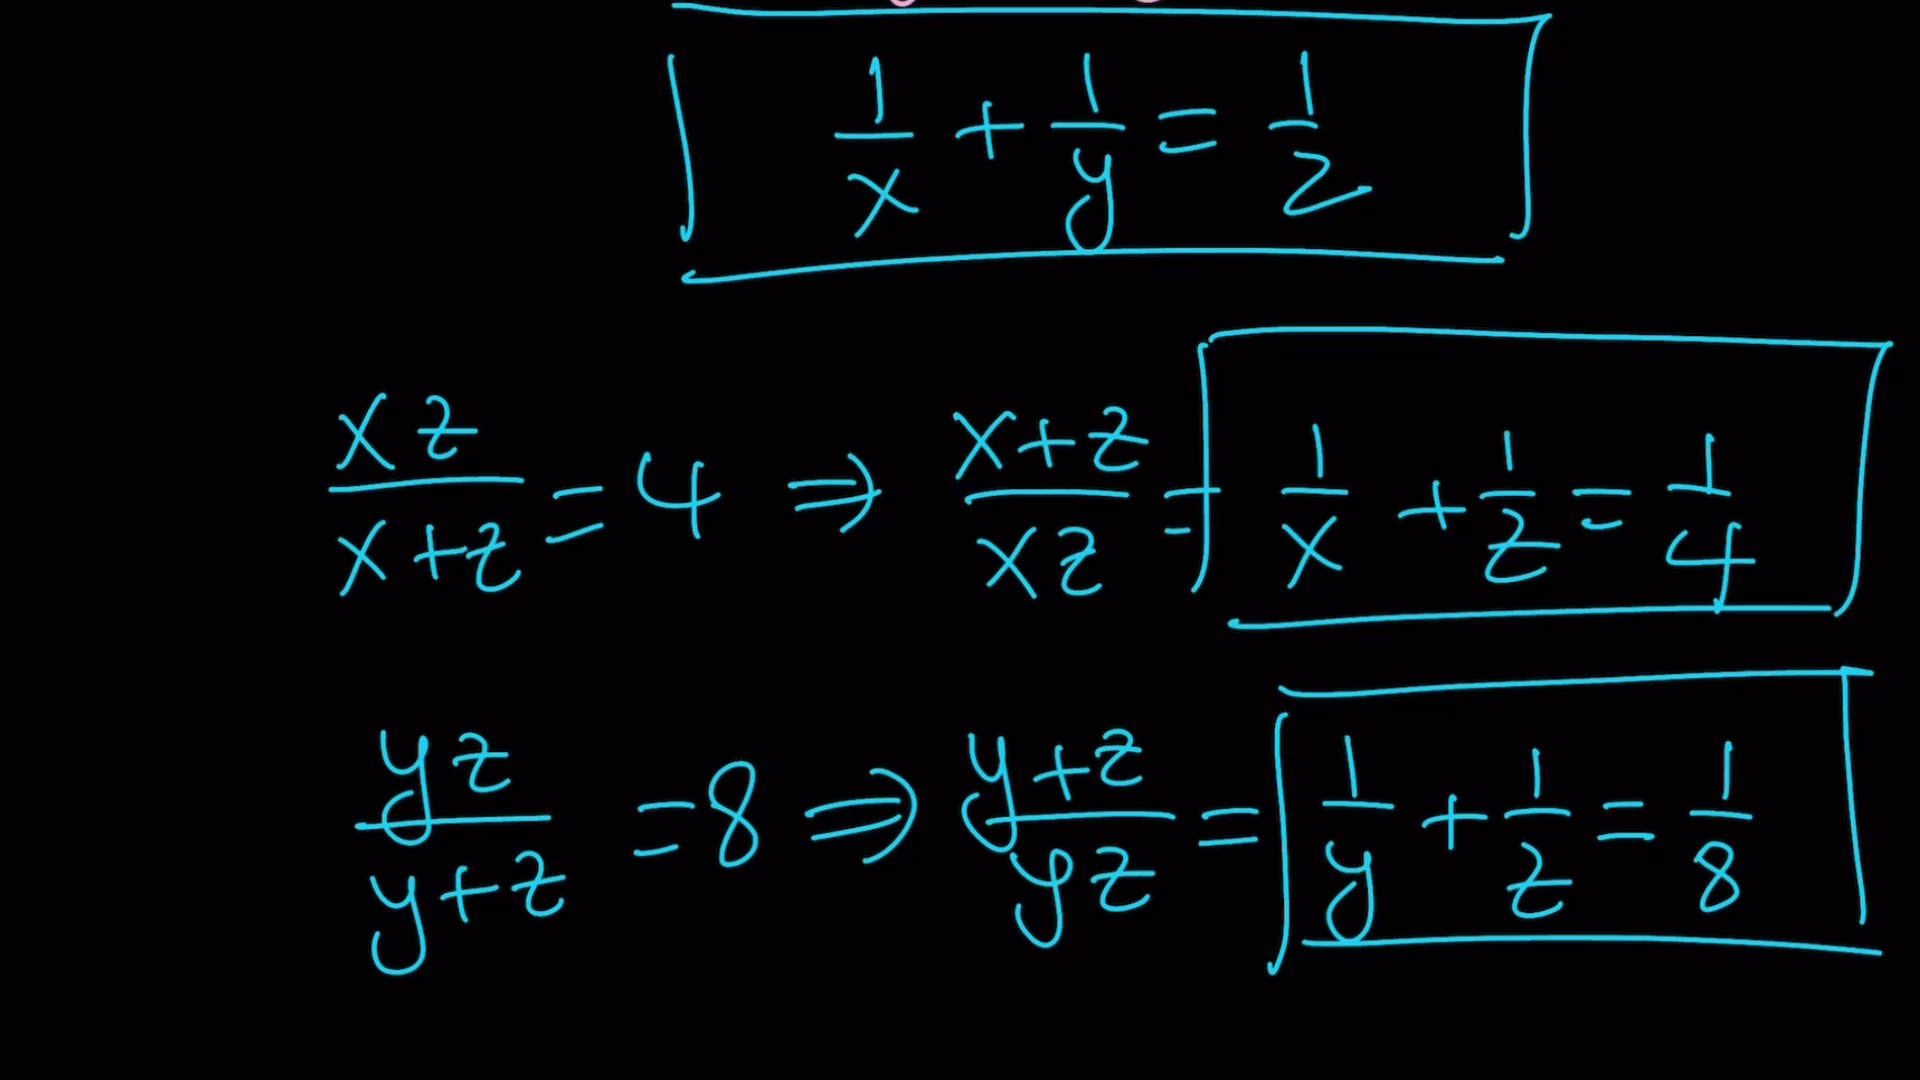 1/x + 1/y = 1/2
xz/(x+z) = 4 ⇒ (x+z)/(xz) = 1/x + 1/z = 1/4
yz/(y+z) = 8 ⇒ (y+z)/(yz) = 1/y + 1/z = 1/8